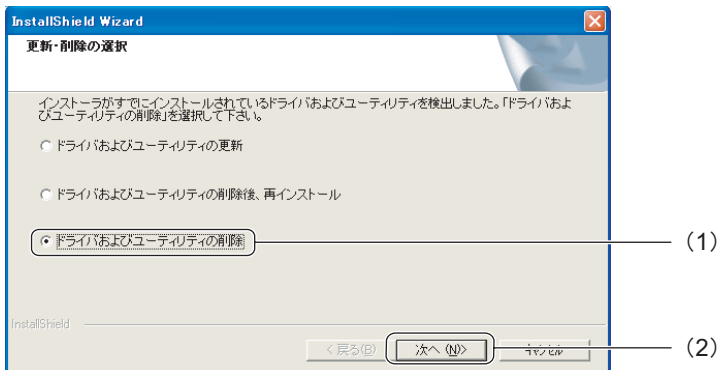 InstallShield Wizard
更新・削除の選択
インストーラがすでにインストールされているドライバおよびユーティリティを検出しました。「ドライバおよ
びユーティリティの削除」を選択して下さい。
ドライバおよびユーティリティの更新
ドライバおよびユーティリティの削除後、再インストール
ドライバおよびユーティリティの削除
(1)
InstallShield
< 戻る(B) 次へ (N)> キャンセル
(2)